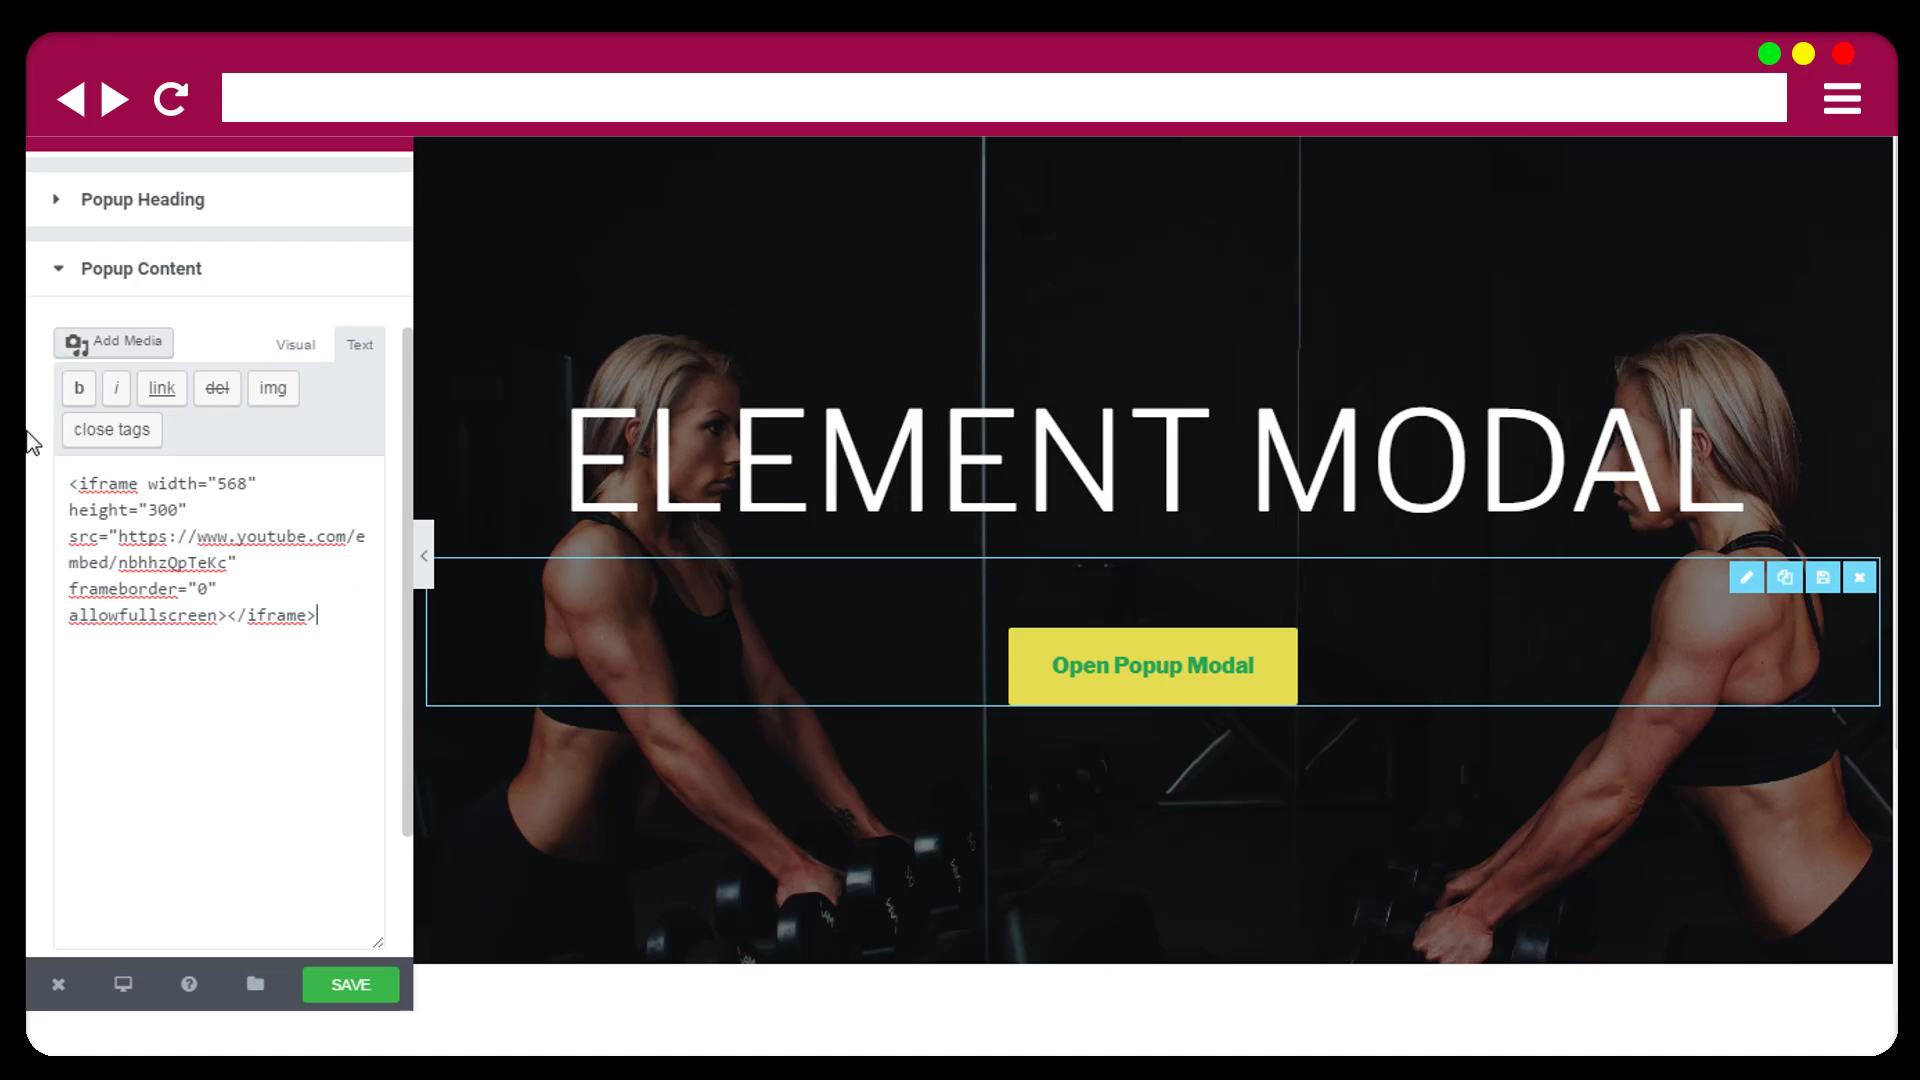 Popup Heading
Popup Content
Add Media
Visual
Text
b
i
link
del
img
close tags
<iframe width="568"
height="300"
src="https://www.youtube.com/e
mbed/nbhhzQpTeKc"
frameborder="0"
allowfullscreen></iframe>
SAVE
ELEMENT MODAL
Open Popup Modal